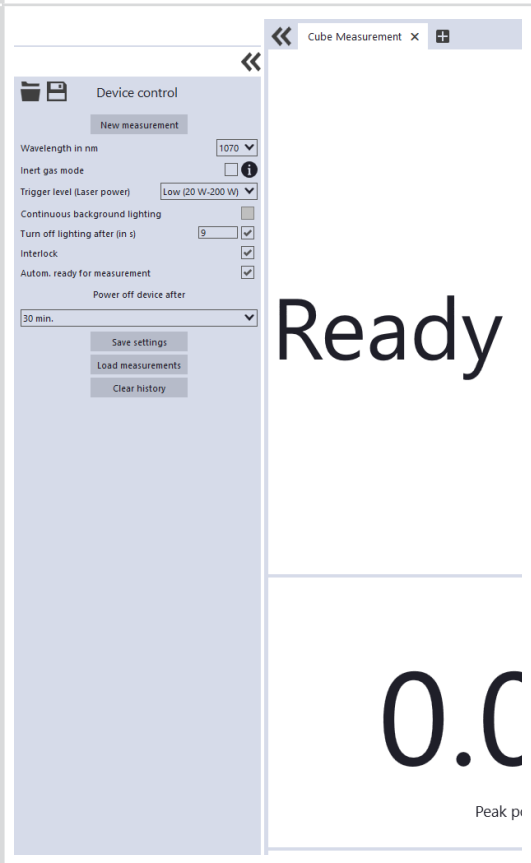 Cube Measurement
Device control
New measurement
Wavelength in nm 1070
Inert gas mode
Trigger level (Laser power) Low (20 W-200 W)
Continuous background lighting
Turn off lighting after (in s) 9
Interlock
Autom. ready for measurement
Power off device after
30 min.
Save settings
Load measurements
Clear history
Ready
0.0
Peak